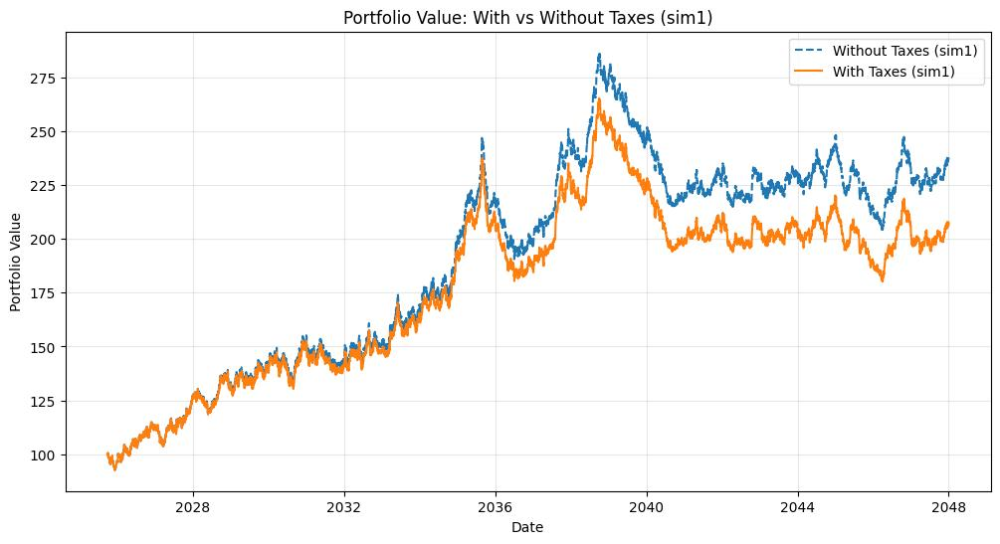 Portfolio Value: With vs Without Taxes (sim1)
Without Taxes (sim1)
With Taxes (sim1)
275
250
225
200
175
150
125
100
Portfolio Value
2028
2032
2036
2040
2044
2048
Date